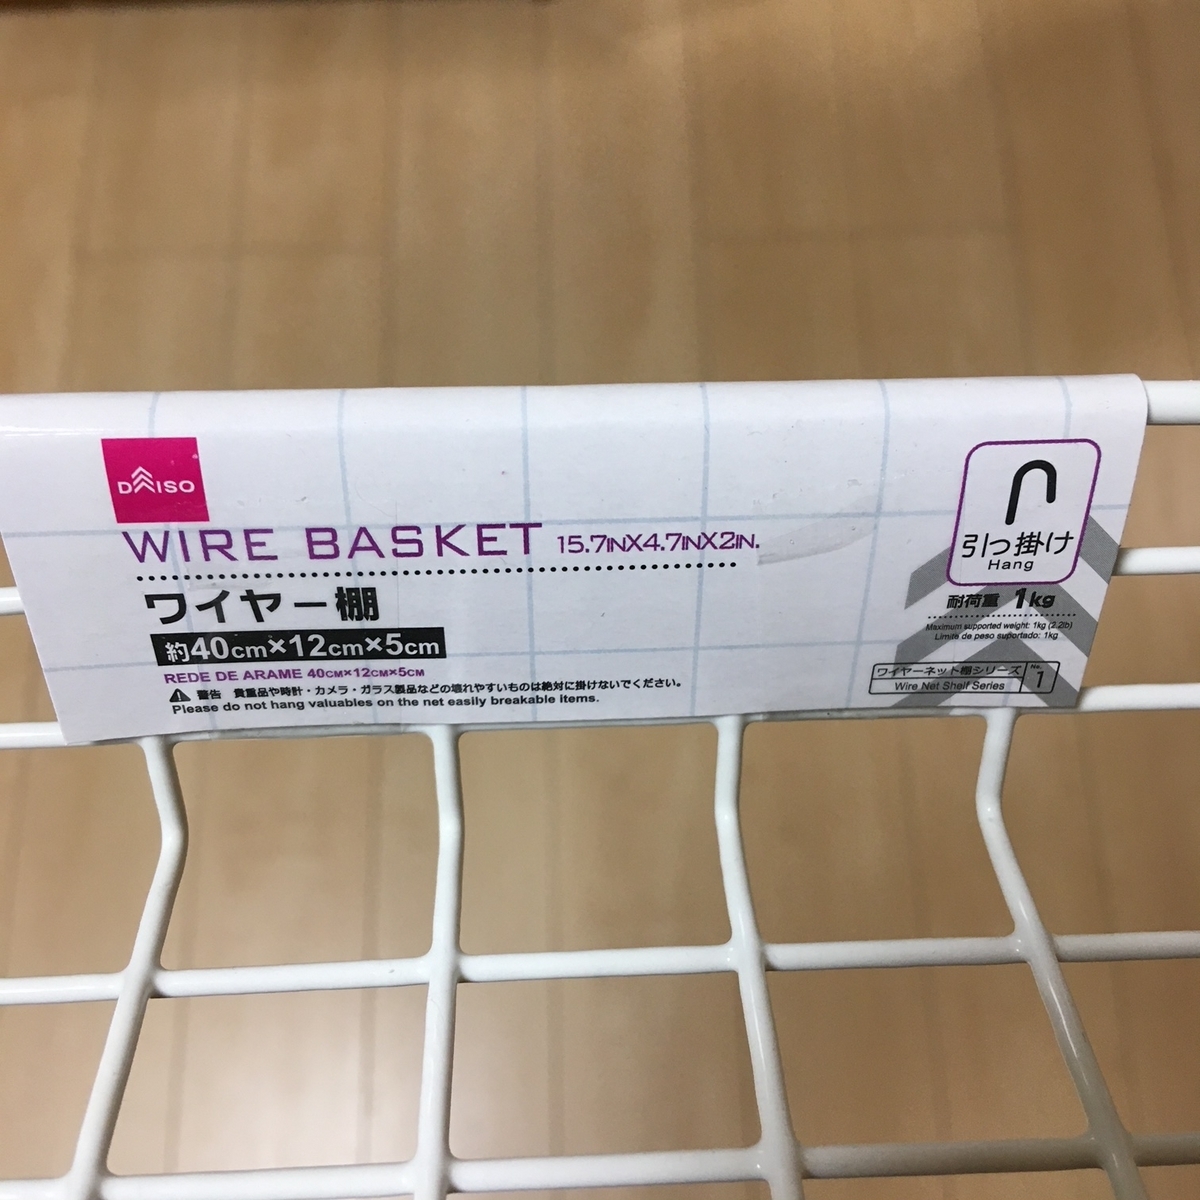 DAISO
WIRE BASKET 15.7INX4.7INX2IN.
ワイヤー棚
約40cm×12cm×5cm
REDE DE ARAME 40CM×12CM×5CM
警告 貴重品や時計・カメラ・ガラス製品などの壊れやすいものは絶対に掛けないでください。
Please do not hang valuables on the net easily breakable items.
引っ掛け
Hang
耐荷重 1kg
Maximum supported weight: 1kg (2.2lb)
Limite de peso suportado: 1kg
ワイヤーネット棚シリーズ No.
Wire Net Shelf Series 1